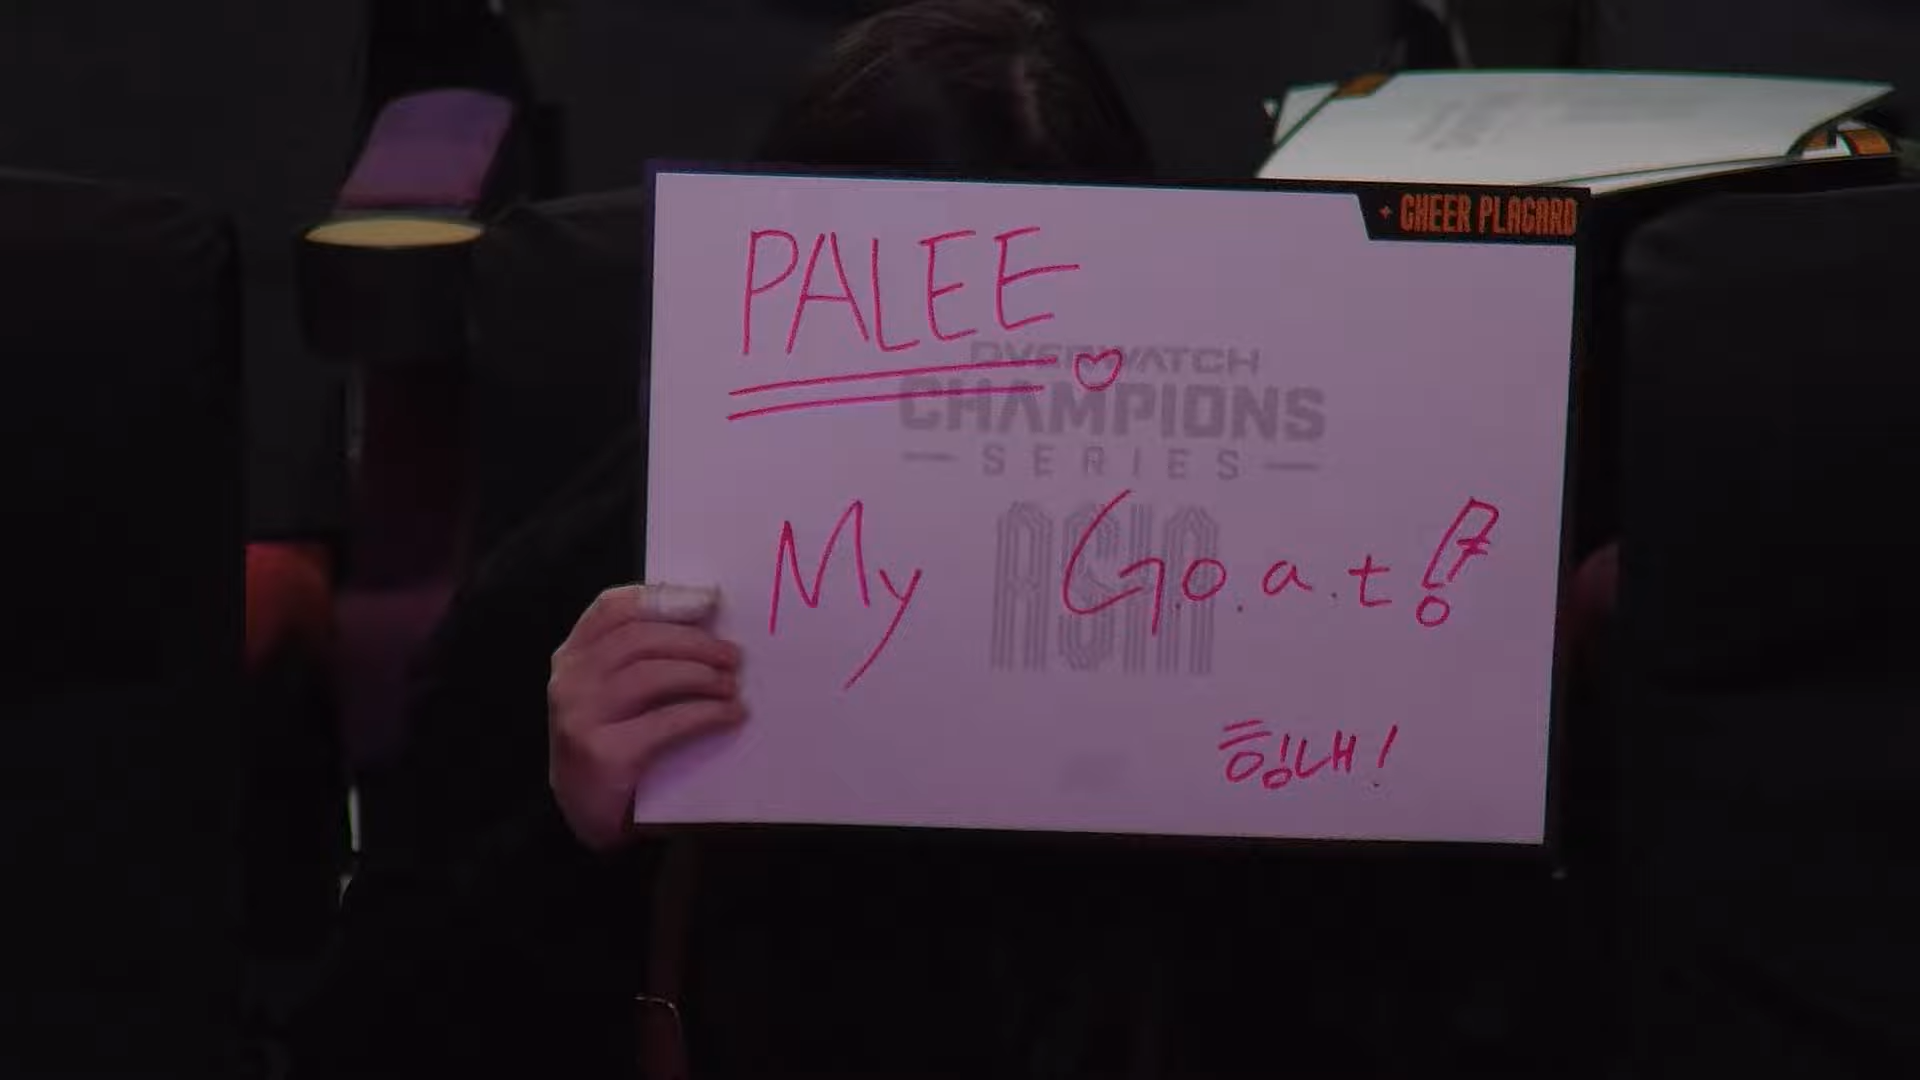 + CHEER PLACARD
PALEE ♡
OVERWATCH
CHAMPIONS
SERIES
ASIA
My G.o.a.t!
힘내!